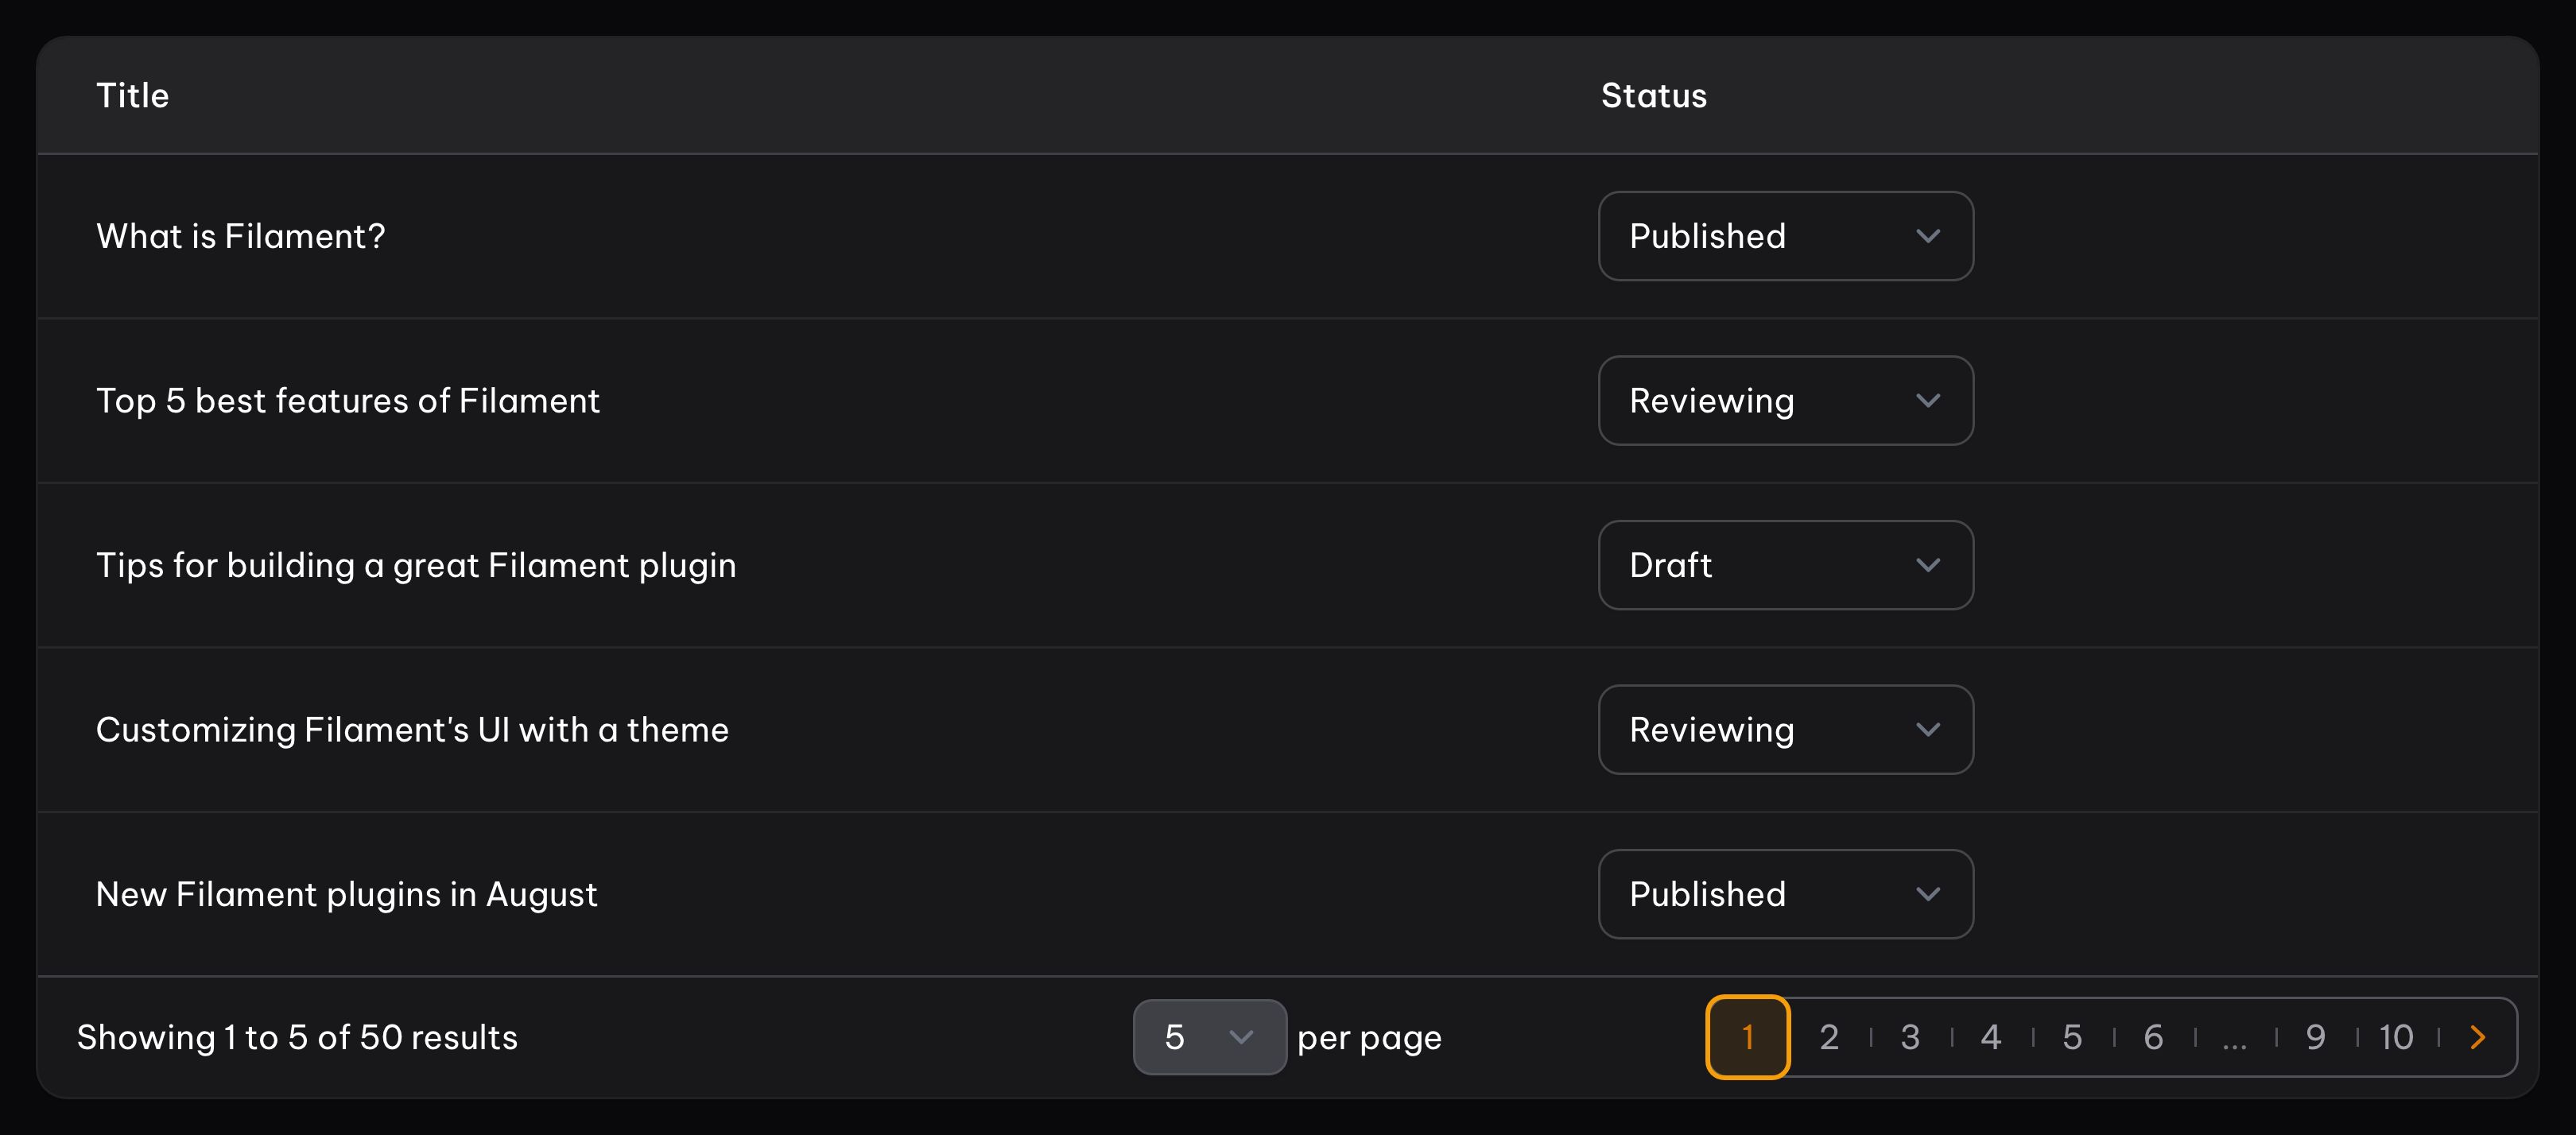 Title Status
What is Filament? Published
Top 5 best features of Filament Reviewing
Tips for building a great Filament plugin Draft
Customizing Filament's UI with a theme Reviewing
New Filament plugins in August Published
Showing 1 to 5 of 50 results 5 per page 1 2 3 4 5 6 ... 9 10